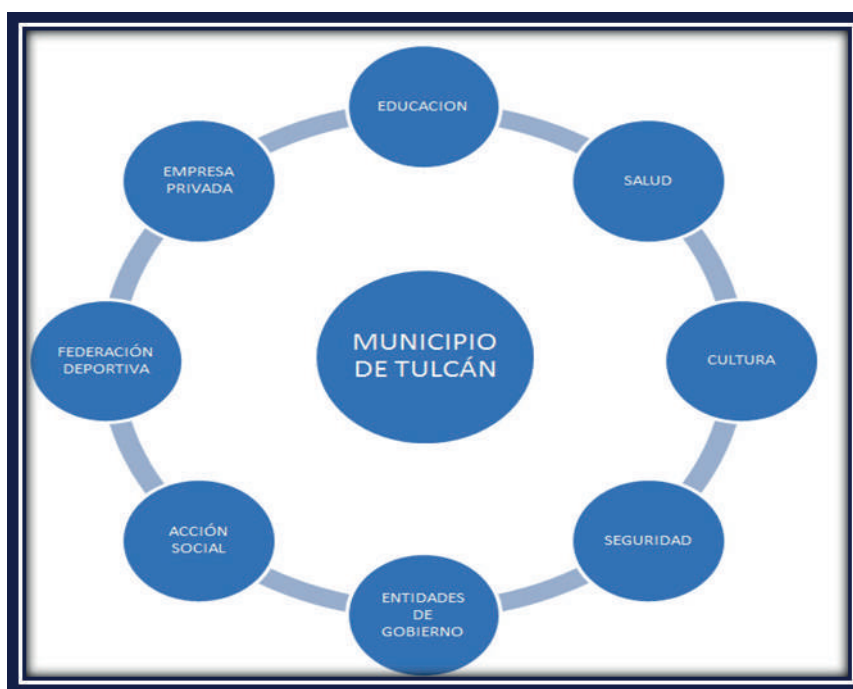 EDUCACION
SALUD
CULTURA
SEGURIDAD
ENTIDADES
DE
GOBIERNO
ACCIÓN
SOCIAL
FEDERACIÓN
DEPORTIVA
EMPRESA
PRIVADA
MUNICIPIO
DE TULCÁN